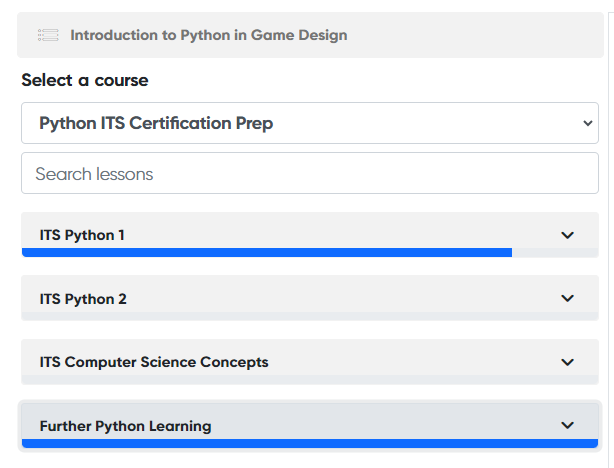 Introduction to Python in Game Design
Select a course
Python ITS Certification Prep
Search lessons
ITS Python 1
ITS Python 2
ITS Computer Science Concepts
Further Python Learning